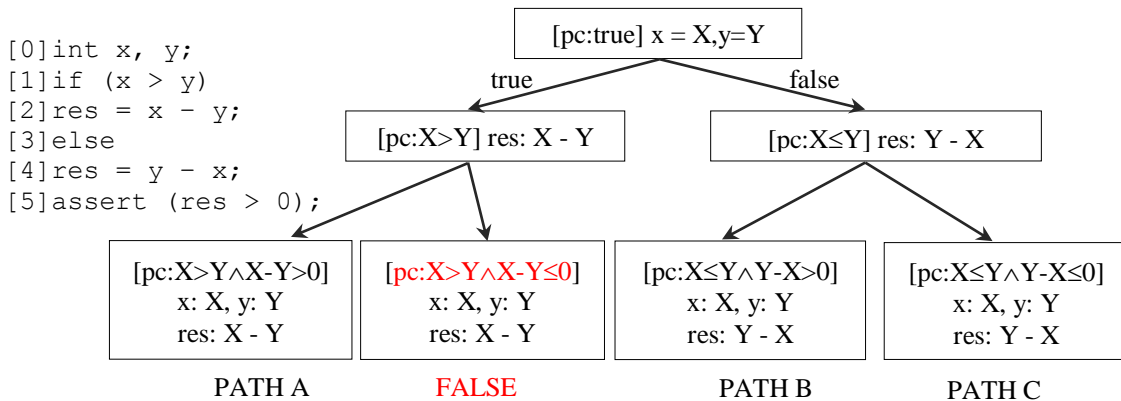 [0]int x, y;
[1]if (x > y)
[2]res = x - y;
[3]else
[4]res = y - x;
[5]assert (res > 0);
[pc:true] x = X,y=Y
true
false
[pc:X>Y] res: X - Y
[pc:X≤Y] res: Y - X
[pc:X>Y∧X-Y>0]
x: X, y: Y
res: X - Y
[pc:X>Y∧X-Y≤0]
x: X, y: Y
res: X - Y
[pc:X≤Y∧Y-X>0]
x: X, y: Y
res: Y - X
[pc:X≤Y∧Y-X≤0]
x: X, y: Y
res: Y - X
PATH A
FALSE
PATH B
PATH C